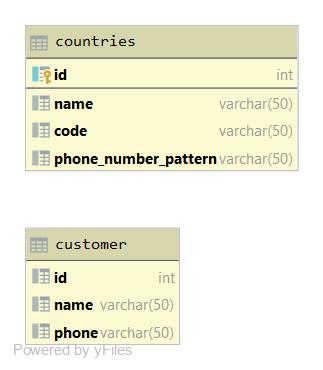 countries
id int
name varchar(50)
code varchar(50)
phone_number_pattern varchar(50)
customer
id int
name varchar(50)
phone varchar(50)
Powered by yFiles